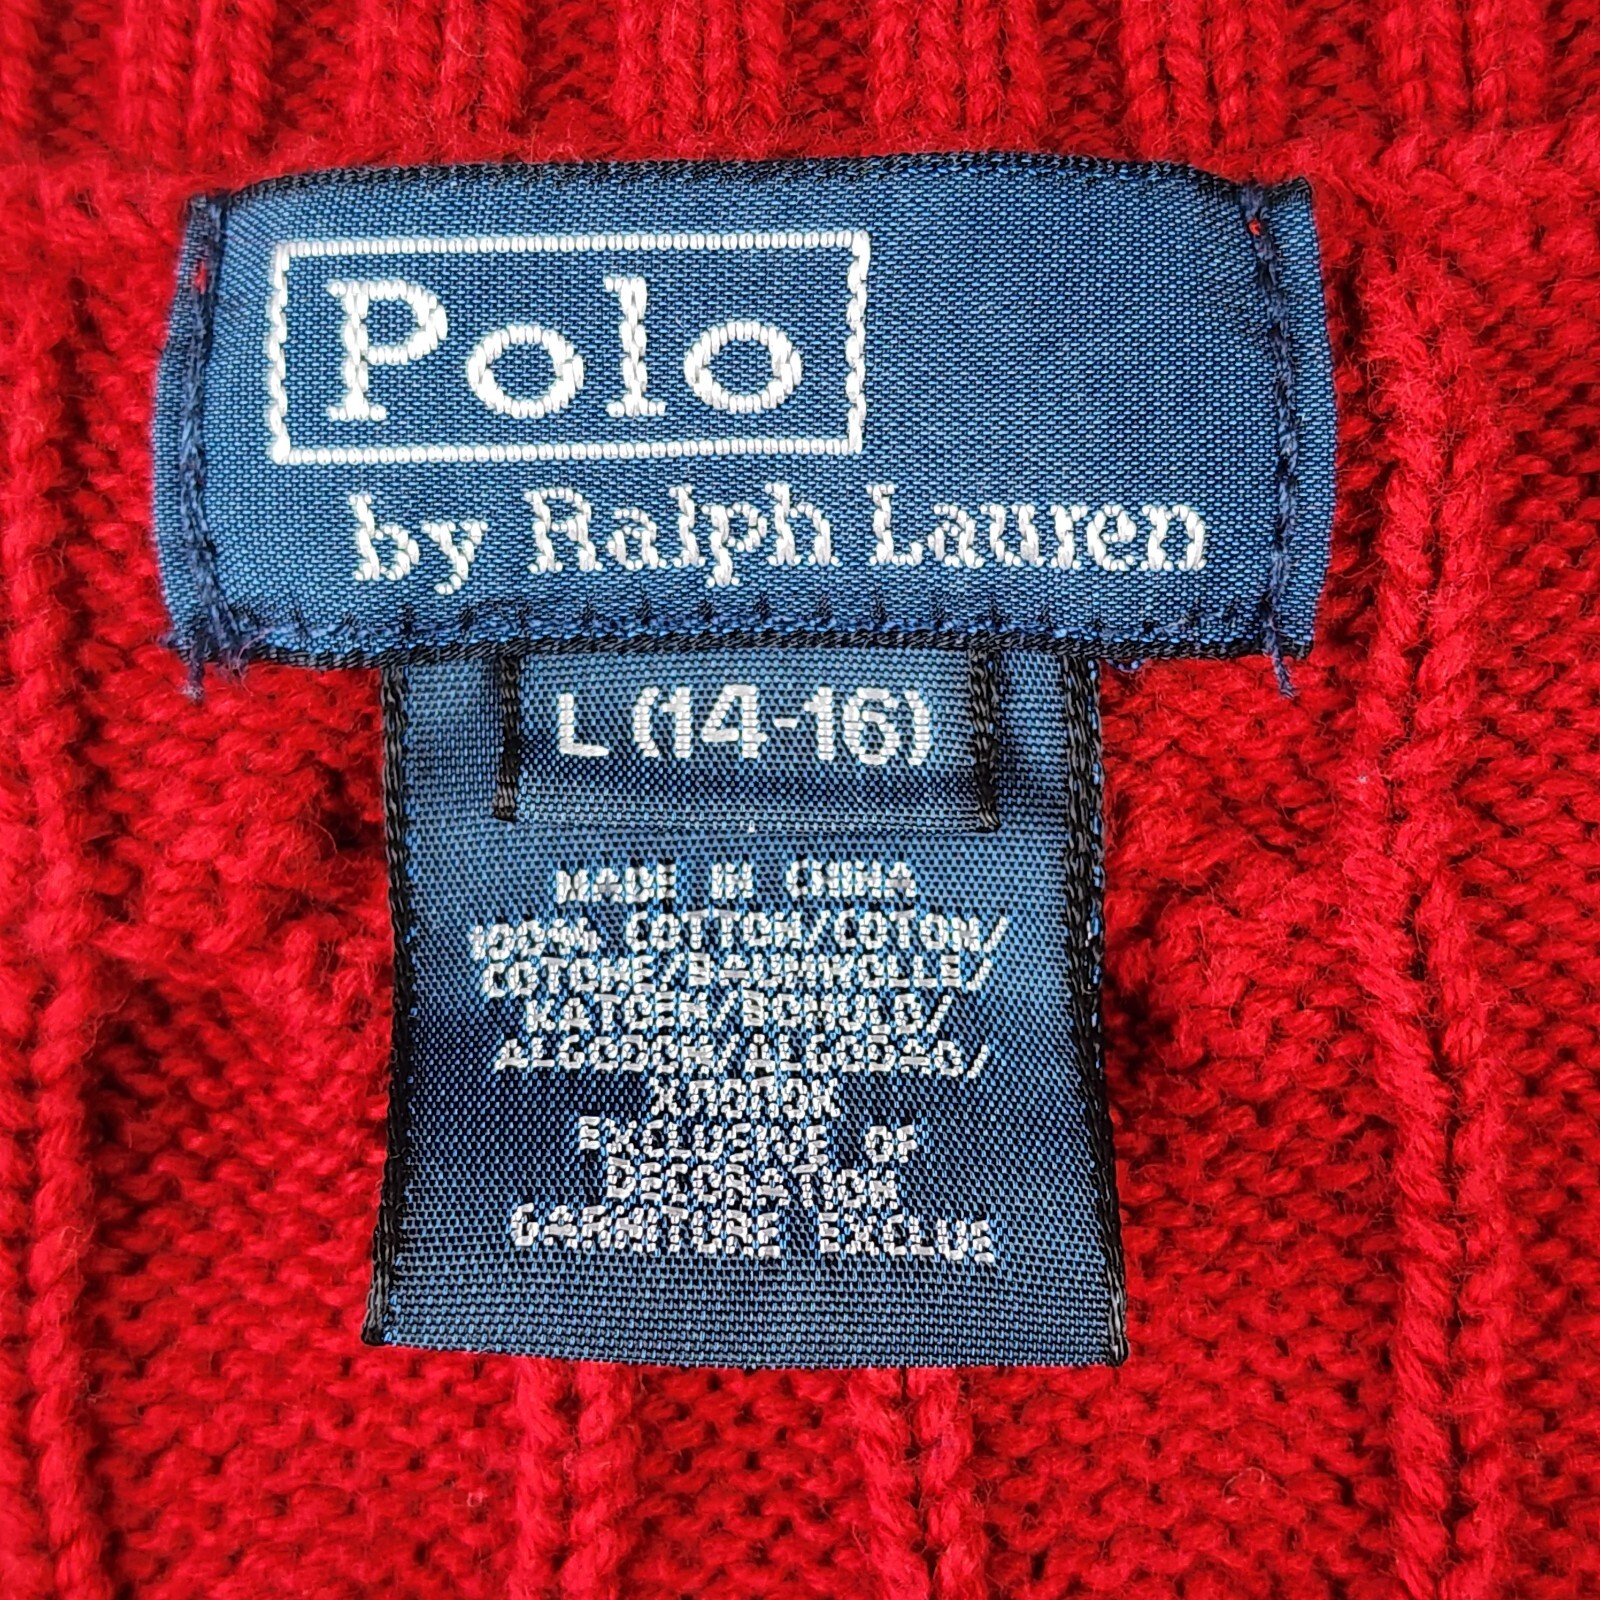 Polo
by Ralph Lauren
L (14-16)
MADE IN CHINA
100% COTTON/COTON/
COTONE/BAUMWOLLE/
KATOEN/BOMULD/
ALGODON/ALGODAO/
ХЛОПОК
EXCLUSIVE OF
DECORATION
GARNITURE EXCLUE